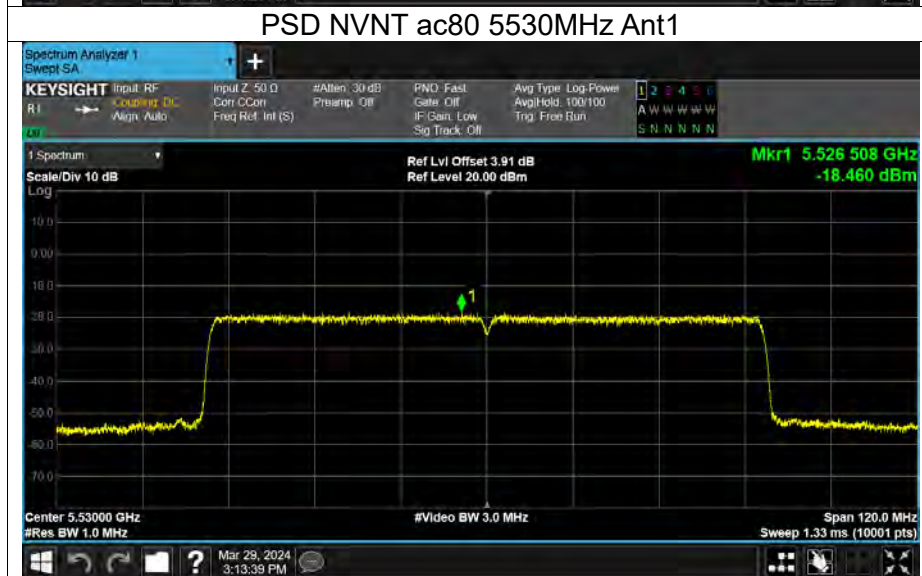 PSD NVNT ac80 5530MHz Ant1
Spectrum Analyzer 1
Swept SA
+
KEYSIGHT Input: RF Input Z: 50 Ω #Atten: 30 dB PNO: Fast Avg Type: Log-Power 1 2 3 4 5 6
Coupling: DC Corr CCorr Preamp: Off Gate: Off Avg|Hold: 100/100 A W W W W W
Align: Auto Freq Ref: Int (S) IF Gain: Low Trig: Free Run
Sig Track: Off S N N N N N
1 Spectrum Ref Lvl Offset 3.91 dB Mkr1 5.526 508 GHz
Scale/Div 10 dB Ref Level 20.00 dBm -18.460 dBm
Log
10.0
0.00
1
-40.0
-50.0
-60.0
-70.0
Center 5.53000 GHz #Video BW 3.0 MHz Span 120.0 MHz
#Res BW 1.0 MHz Sweep 1.33 ms (10001 pts)
? Mar 29, 2024
3:13:39 PM